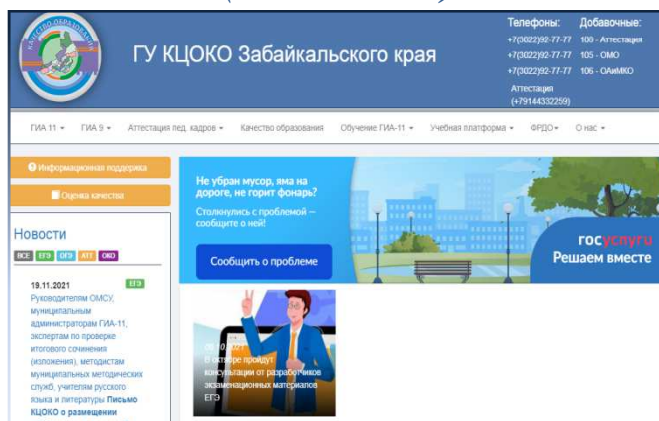 КАЧЕСТВО ОБРАЗОВАНИЯ
ГУ КЦОКО Забайкальского края
Телефоны: Добавочные:
+7(3022)92-77-77 100 - Аттестация
+7(3022)92-77-77 105 - ОМО
+7(3022)92-77-77 106 - ОАиМКО
Аттестация
(+79144332259)
ГИА 11 ГИА 9 Аттестация пед. кадров Качество образования Обучение ГИА-11 Учебная платформа ФРДО О нас
Информационная поддержка
Оценка качества
Новости
ВСЕ ЕГЭ ОГЭ АТТ ОКО
19.11.2021 ЕГЭ
Руководителям ОМСУ,
муниципальным
администраторам ГИА-11,
экспертам по проверке
итогового сочинения
(изложения), методистам
муниципальных методических
служб, учителям русского
языка и литературы Письмо
КЦОКО о размещении
Не убран мусор, яма на
дороге, не горит фонарь?
Столкнулись с проблемой —
сообщите о ней!
Сообщить о проблеме
госуслуги
Решаем вместе
В октябре пройдут
консультации от разработчиков
экзаменационных материалов
ЕГЭ